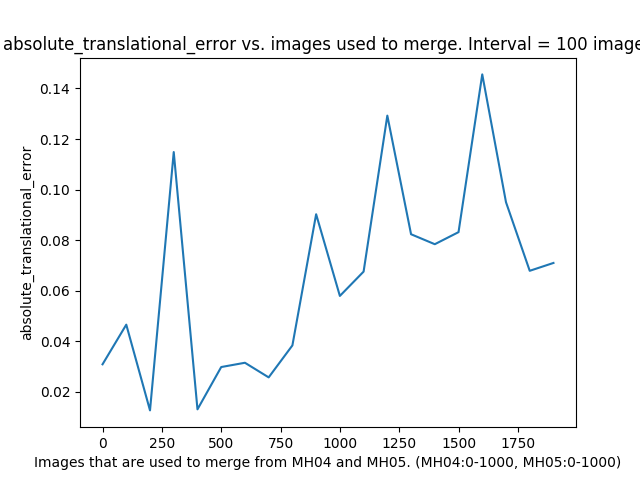 absolute_translational_error vs. images used to merge. Interval = 100 image
absolute_translational_error
0.14
0.12
0.10
0.08
0.06
0.04
0.02
0 250 500 750 1000 1250 1500 1750
Images that are used to merge from MH04 and MH05. (MH04:0-1000, MH05:0-1000)